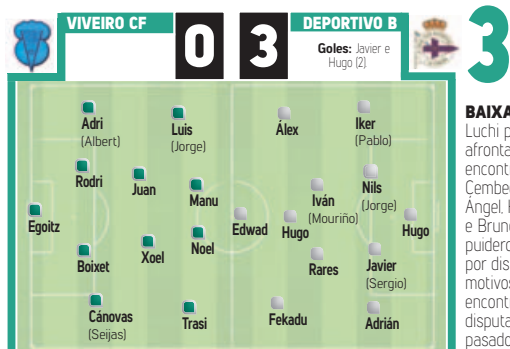 VIVEIRO CF
0 3
DEPORTIVO B
Goles: Javier e
Hugo (2)
3
Adri
(Albert)
Luis
(Jorge)
Álex
Iker
(Pablo)
Rodri
Juan
Manu
Iván
(Mouriño)
Nils
(Jorge)
Egoitz
Edwad
Hugo
Hugo
Boixet
Xoel
Noel
Rares
Javier
(Sergio)
Cánovas
(Seijas)
Trasi
Fekadu
Adrián
BAIXA
Luchi p
afronta
encont
Cembe
Ángel, 
e Brun
puider
por dis
motivos
encont
disputa
pasado